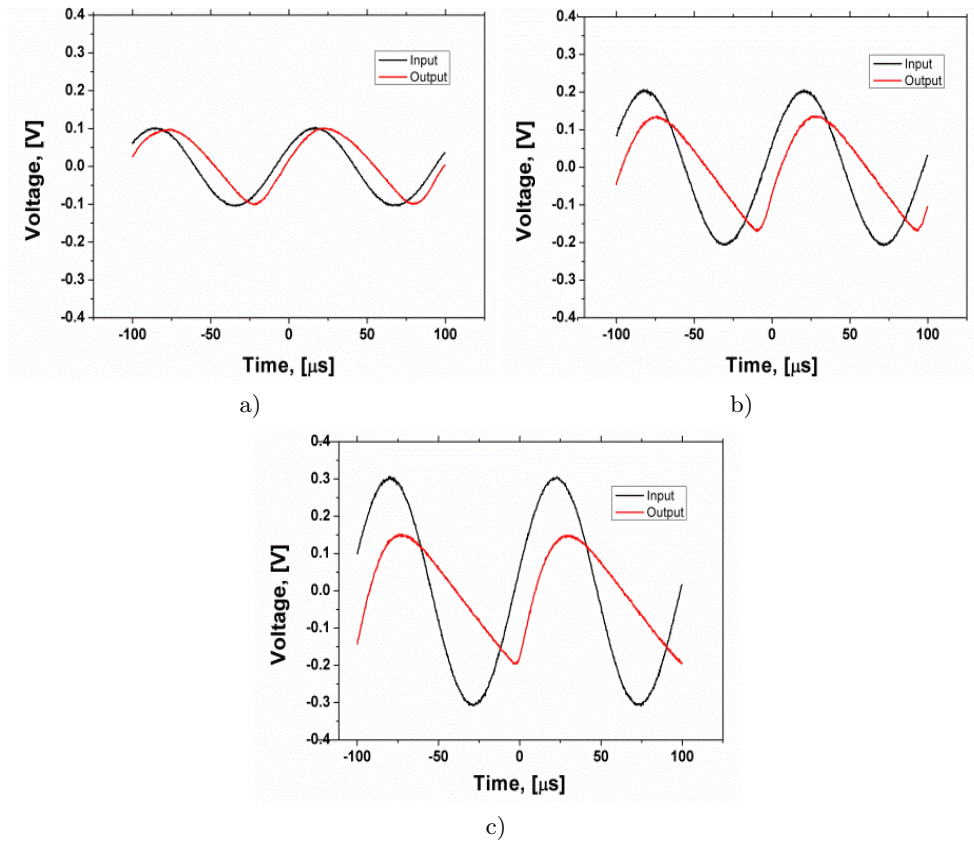 0.4
0.3
0.2
0.1
0.0
-0.1
-0.2
-0.3
-0.4
Voltage, [V]
Input
Output
-100
-50
0
50
100
Time, [μs]
a)
0.4
0.3
0.2
0.1
0.0
-0.1
-0.2
-0.3
-0.4
Voltage, [V]
Input
Output
-100
-50
0
50
100
Time, [μs]
b)
0.4
0.3
0.2
0.1
0.0
-0.1
-0.2
-0.3
-0.4
Voltage, [V]
Input
Output
-100
-50
0
50
100
Time, [μs]
c)